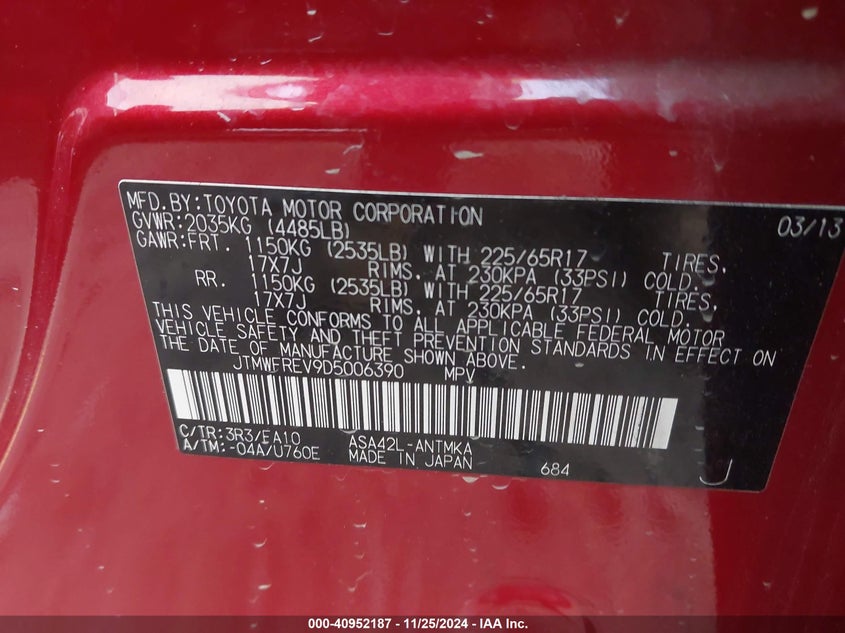 MFD.BY:TOYOTA MOTOR CORPORATION 03/13
GVWR:2035KG (4485LB)
GAWR:FRT. 1150KG (2535LB) WITH 225/65R17 TIRES,
17X7J RIMS, AT 230KPA (33PSI) COLD.
RR. 1150KG (2535LB) WITH 225/65R17 TIRES,
17X7J RIMS, AT 230KPA (33PSI) COLD.
THIS VEHICLE CONFORMS TO ALL APPLICABLE FEDERAL MOTOR
VEHICLE SAFETY AND THEFT PREVENTION STANDARDS IN EFFECT ON
THE DATE OF MANUFACTURE SHOWN ABOVE.
JTMWFREV9D5006390 MPV
C/TR:3R3/EA10 ASA42L-ANTMKA
A/TM:-04A/U760E MADE IN JAPAN 684 J
000-40952187 - 11/25/2024 - IAA Inc.